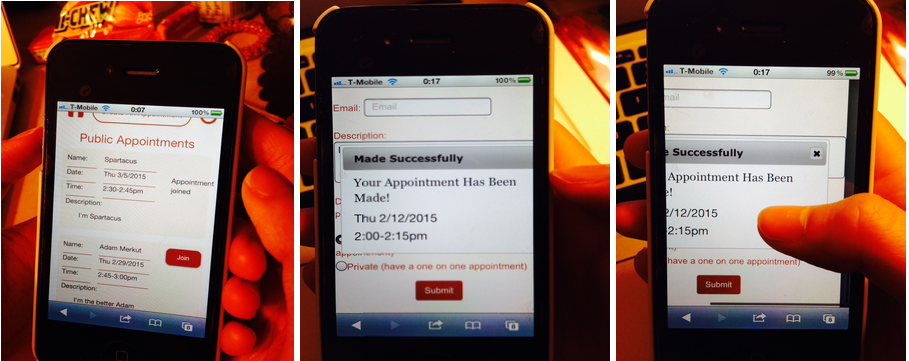 CHEW
T-Mobile 0:07 100%
Public Appointments
Name: Spartacus
Date: Thu 3/5/2015
Time: 2:30-2:45pm
Appointment
joined
Description:
I'm Spartacus
Name: Adam Merkut
Date: Thu 2/29/2015
Join
Time: 2:45-3:00pm
Description:
I'm the better Adam
T-Mobile 0:17 100%
Email: Email
Description:
Made Successfully
Your Appointment Has Been
Made!
Thu 2/12/2015
2:00-2:15pm
appointment)
Private (have a one on one appointment)
Submit
T-Mobile 0:17 99%
Email
n:
e Successfully
Appointment Has Been
e!
2/12/2015
2:15pm
have a one on one appointment)
Submit